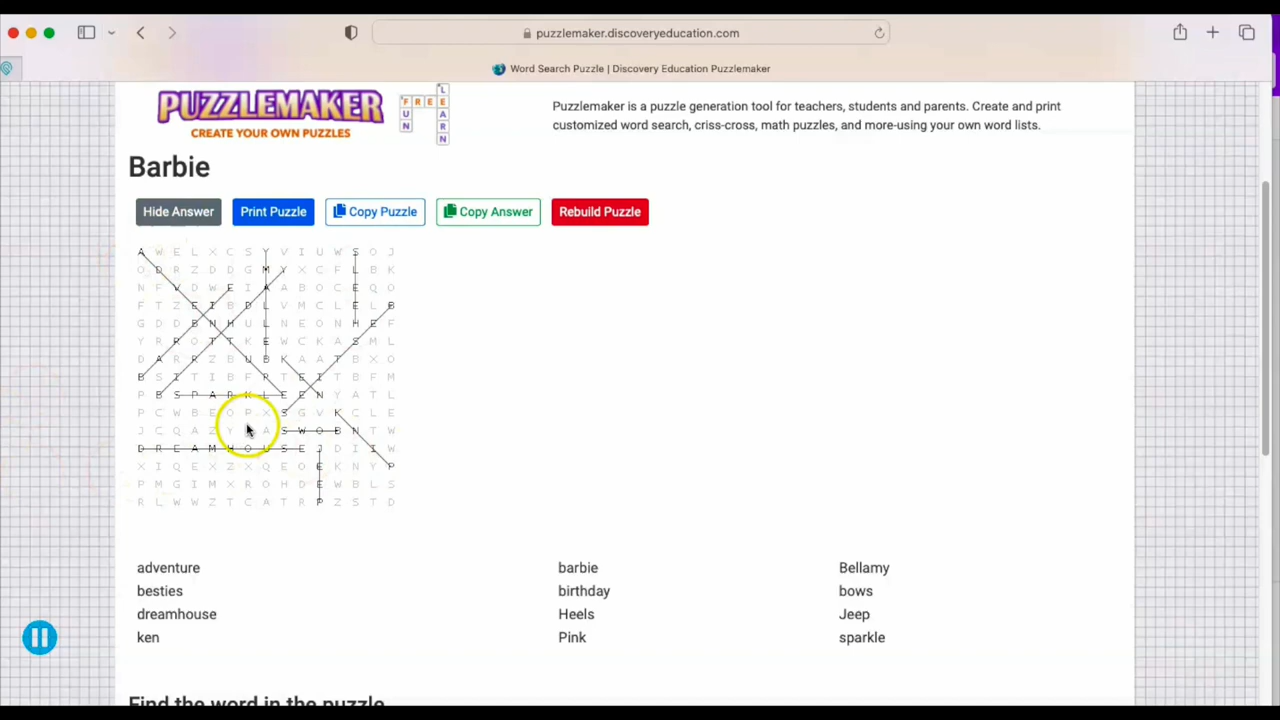 puzzlemaker.discoveryeducation.com
Word Search Puzzle | Discovery Education Puzzlemaker
PUZZLEMAKER
CREATE YOUR OWN PUZZLES
FREE
FUN
LEARN
Puzzlemaker is a puzzle generation tool for teachers, students and parents. Create and print
customized word search, criss-cross, math puzzles, and more-using your own word lists.
Barbie
Hide Answer Print Puzzle Copy Puzzle Copy Answer Rebuild Puzzle
A W E L X C S Y V I U W S O J
O D R Z D D G M Y X C F L B K
N F V D W E I A A B O C E Q O
F T Z E I B D L V M C L E L B
G D D B N H U L N E O N H E F
Y R R O T T K E W C K A S M L
D A R R Z B U B K A A T B X O
B S I T I B F R T E I T B F M
P B S P A R K L E E N Y A T L
P C W B E O P X S G V K C L E
J C Q A Z Y A S W O B N T W
D R E A M H O U S E J D I I W
X I Q E X Z X Q E O E K N Y P
P M G I M X R O H D E W B L S
R L W W Z T C A T R P Z S T D
adventure barbie Bellamy
besties birthday bows
dreamhouse Heels Jeep
ken Pink sparkle
Find the word in the puzzle